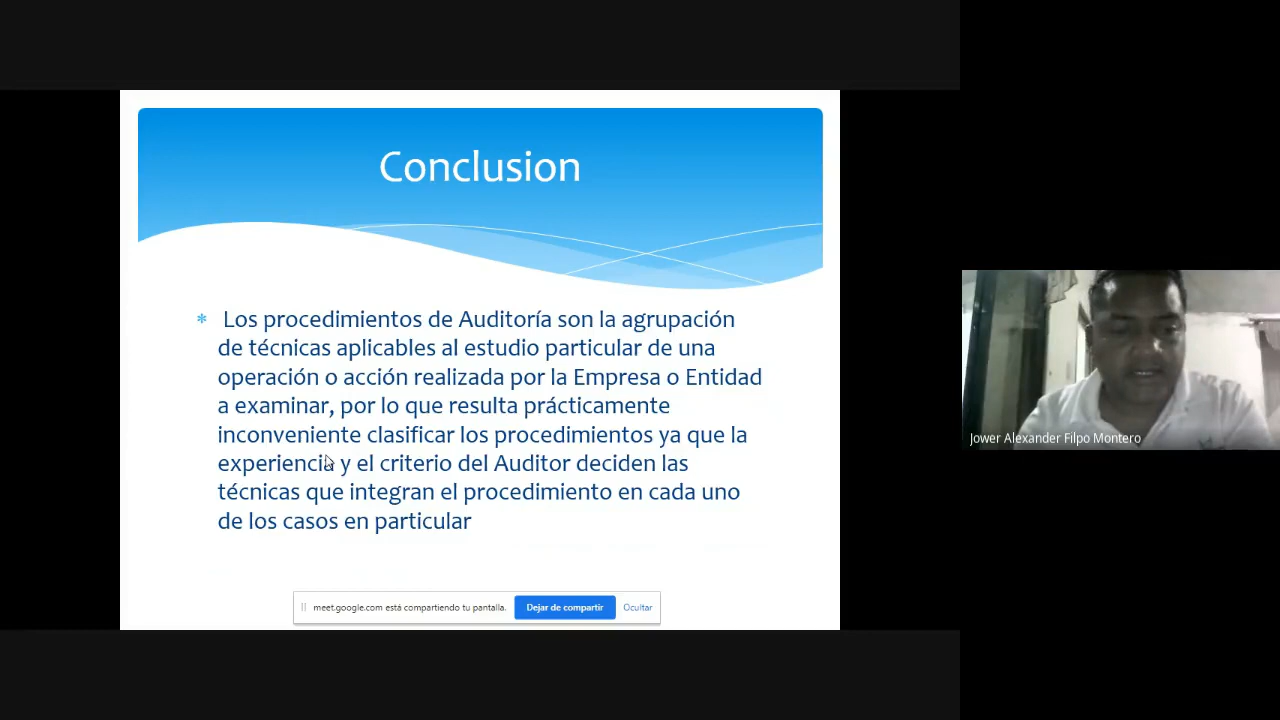 Conclusion
* Los procedimientos de Auditoría son la agrupación
de técnicas aplicables al estudio particular de una
operación o acción realizada por la Empresa o Entidad
a examinar, por lo que resulta prácticamente
inconveniente clasificar los procedimientos ya que la
experiencia y el criterio del Auditor deciden las
técnicas que integran el procedimiento en cada uno
de los casos en particular
meet.google.com está compartiendo tu pantalla.
Dejar de compartir
Ocultar
Jower Alexander Filpo Montero